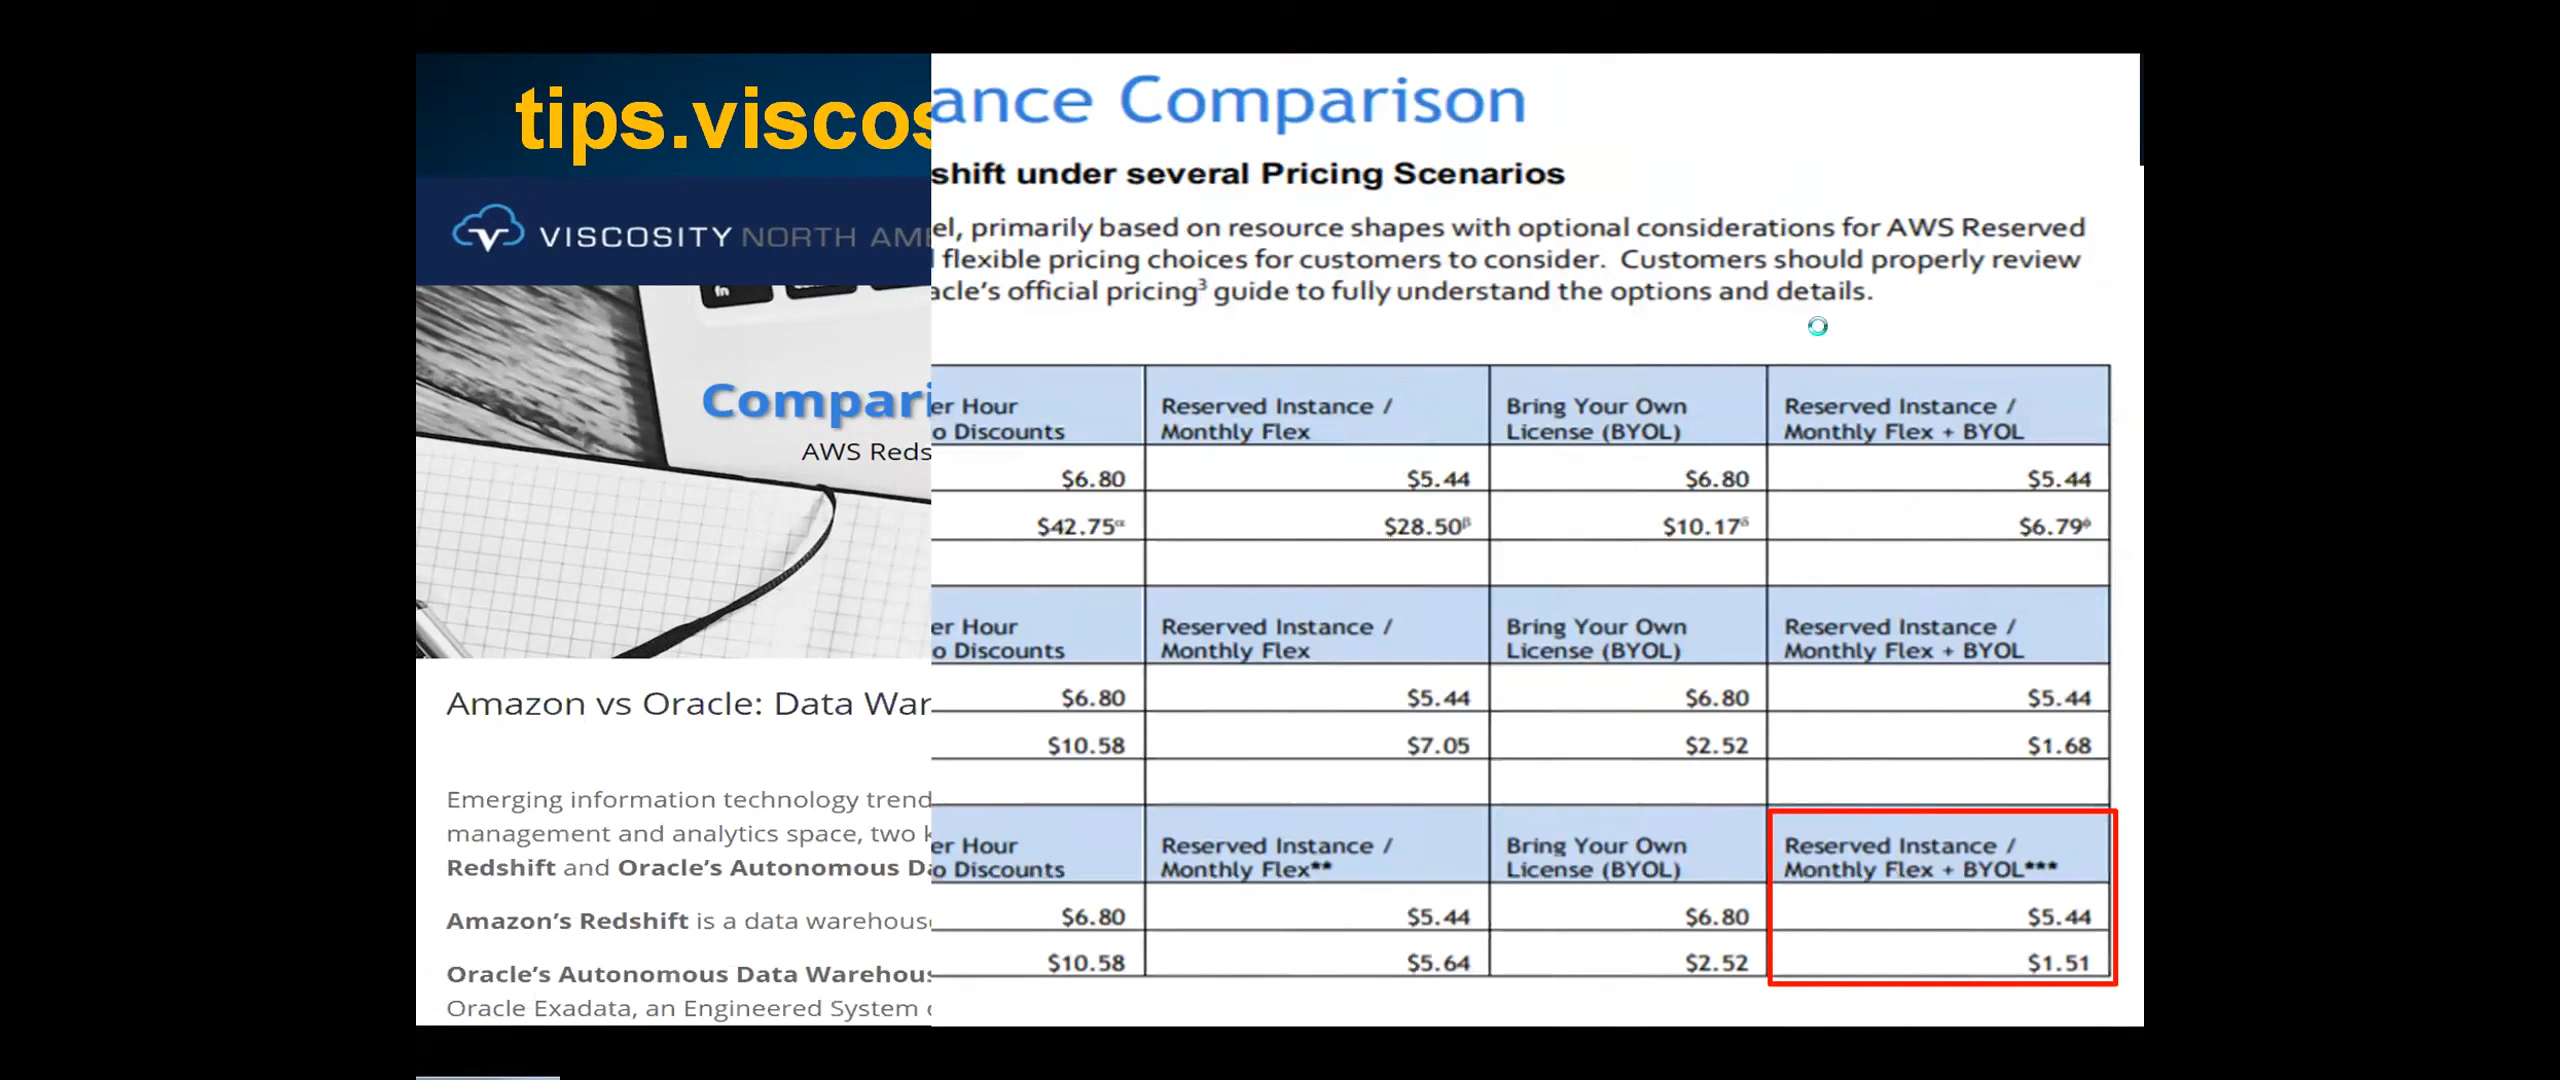 tips.viscos
VISCOSITY NORTH AM
Compari
AWS Reds
Amazon vs Oracle: Data War
Emerging information technology trend
management and analytics space, two k
Redshift and Oracle's Autonomous Da
Amazon's Redshift is a data warehous
Oracle's Autonomous Data Warehous
Oracle Exadata, an Engineered System
ance Comparison
shift under several Pricing Scenarios
el, primarily based on resource shapes with optional considerations for AWS Reserved
flexible pricing choices for customers to consider. Customers should properly review
acle's official pricing³ guide to fully understand the options and details.
er Hour Reserved Instance / Bring Your Own Reserved Instance /
o Discounts Monthly Flex License (BYOL) Monthly Flex + BYOL
$6.80 $5.44 $6.80 $5.44
$42.75ᵅ $28.50ᵝ $10.17ᵟ $6.79ᶲ
er Hour Reserved Instance / Bring Your Own Reserved Instance /
o Discounts Monthly Flex License (BYOL) Monthly Flex + BYOL
$6.80 $5.44 $6.80 $5.44
$10.58 $7.05 $2.52 $1.68
er Hour Reserved Instance / Bring Your Own Reserved Instance /
o Discounts Monthly Flex** License (BYOL) Monthly Flex + BYOL***
$6.80 $5.44 $6.80 $5.44
$10.58 $5.64 $2.52 $1.51